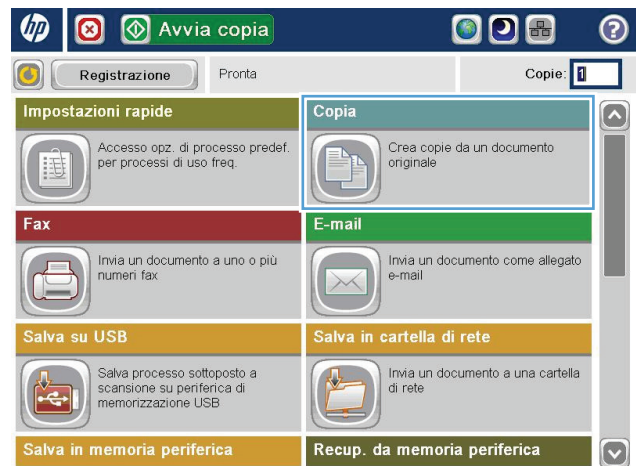 hp
Avvia copia
?
Registrazione
Pronta
Copie: 1
Impostazioni rapide
Accesso opz. di processo predef.
per processi di uso freq.
Copia
Crea copie da un documento
originale
Fax
Invia un documento a uno o più
numeri fax
E-mail
Invia un documento come allegato
e-mail
Salva su USB
Salva processo sottoposto a
scansione su periferica di
memorizzazione USB
Salva in cartella di rete
Invia un documento a una cartella
di rete
Salva in memoria periferica
Recup. da memoria periferica